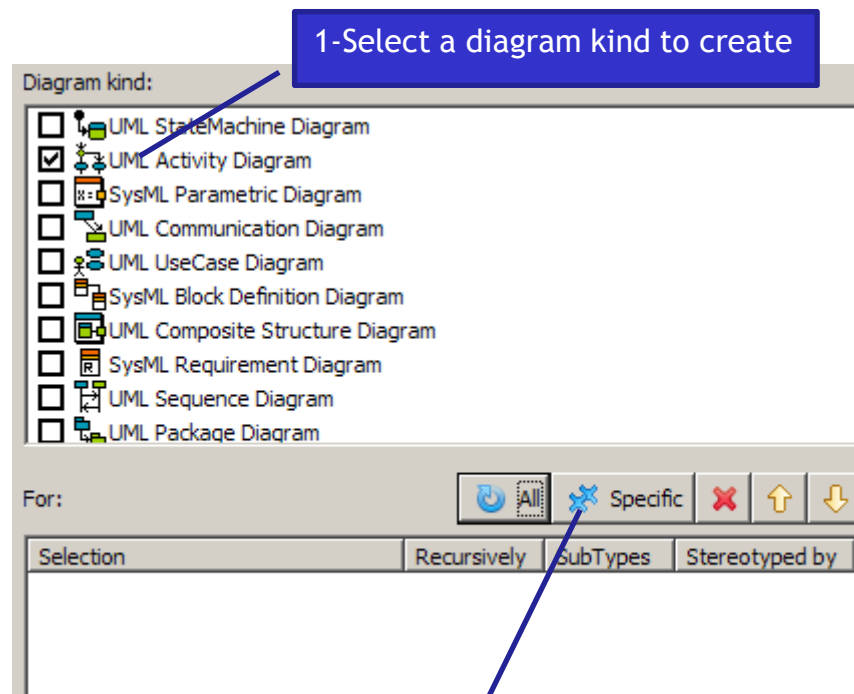 1-Select a diagram kind to create
Diagram kind:
UML StateMachine Diagram
UML Activity Diagram
SysML Parametric Diagram
UML Communication Diagram
UML UseCase Diagram
SysML Block Definition Diagram
UML Composite Structure Diagram
SysML Requirement Diagram
UML Sequence Diagram
UML Package Diagram
For: All Specific
Selection Recursively SubTypes Stereotyped by